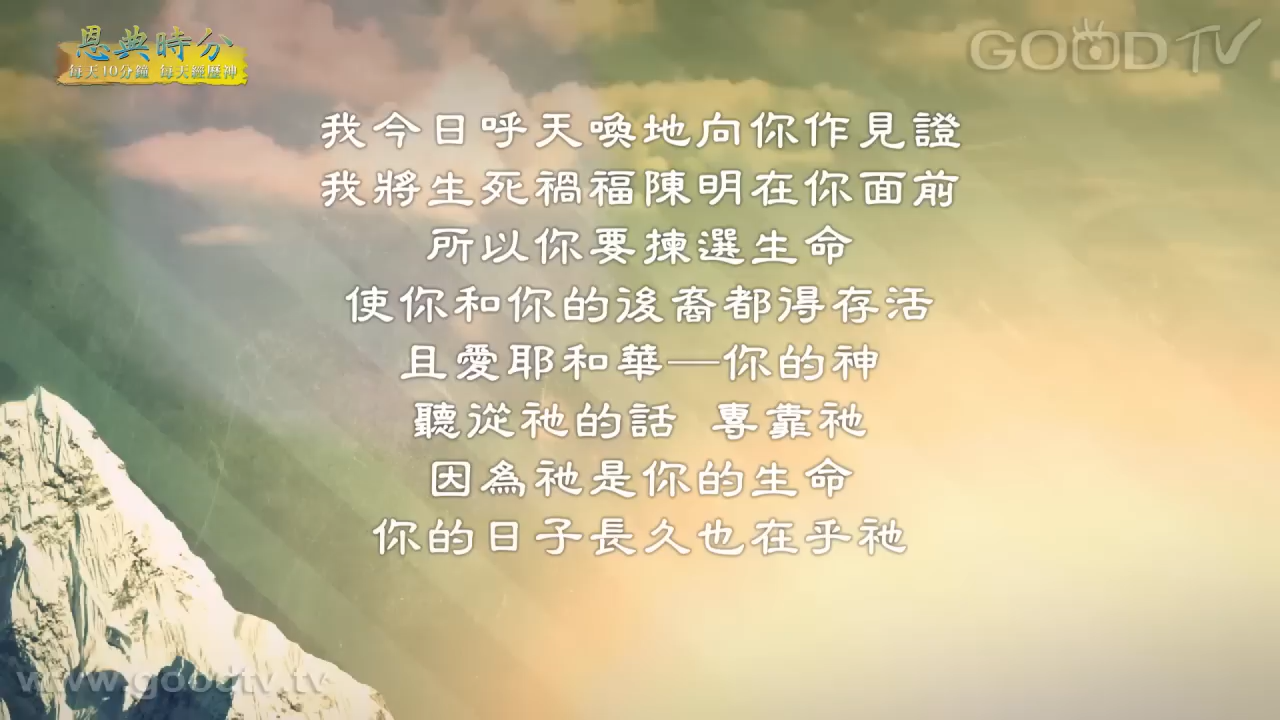 恩典時分
每天10分鐘 每天經歷神
GOOD TV
我今日呼天喚地向你作見證
我將生死禍福陳明在你面前
所以你要揀選生命
使你和你的後裔都得存活
且愛耶和華—你的神
聽從祂的話 專靠祂
因為祂是你的生命
你的日子長久也在乎祂
www.goodtv.tv